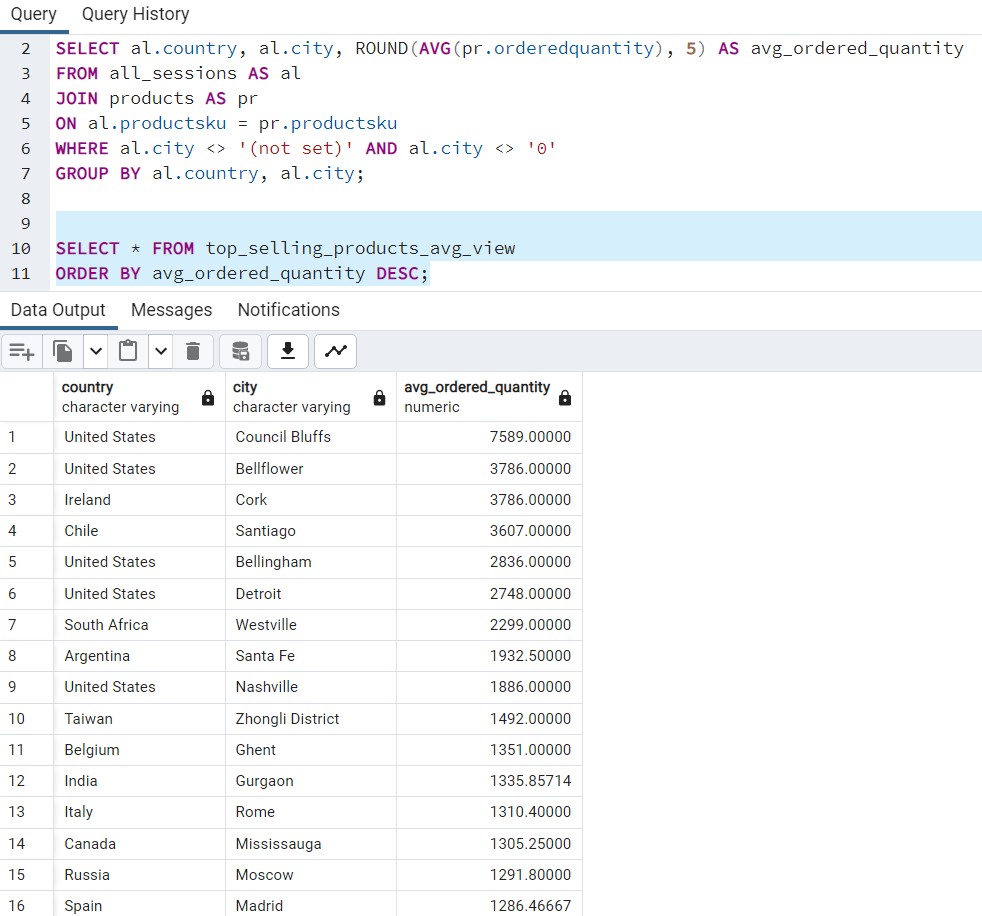 Query Query History
2 SELECT al.country, al.city, ROUND(AVG(pr.orderedquantity), 5) AS avg_ordered_quantity
3 FROM all_sessions AS al
4 JOIN products AS pr
5 ON al.productsku = pr.productsku
6 WHERE al.city <> '(not set)' AND al.city <> '0'
7 GROUP BY al.country, al.city;
8
9
10 SELECT * FROM top_selling_products_avg_view
11 ORDER BY avg_ordered_quantity DESC;
Data Output Messages Notifications
country city avg_ordered_quantity
character varying character varying numeric
1 United States Council Bluffs 7589.00000
2 United States Bellflower 3786.00000
3 Ireland Cork 3786.00000
4 Chile Santiago 3607.00000
5 United States Bellingham 2836.00000
6 United States Detroit 2748.00000
7 South Africa Westville 2299.00000
8 Argentina Santa Fe 1932.50000
9 United States Nashville 1886.00000
10 Taiwan Zhongli District 1492.00000
11 Belgium Ghent 1351.00000
12 India Gurgaon 1335.85714
13 Italy Rome 1310.40000
14 Canada Mississauga 1305.25000
15 Russia Moscow 1291.80000
16 Spain Madrid 1286.46667